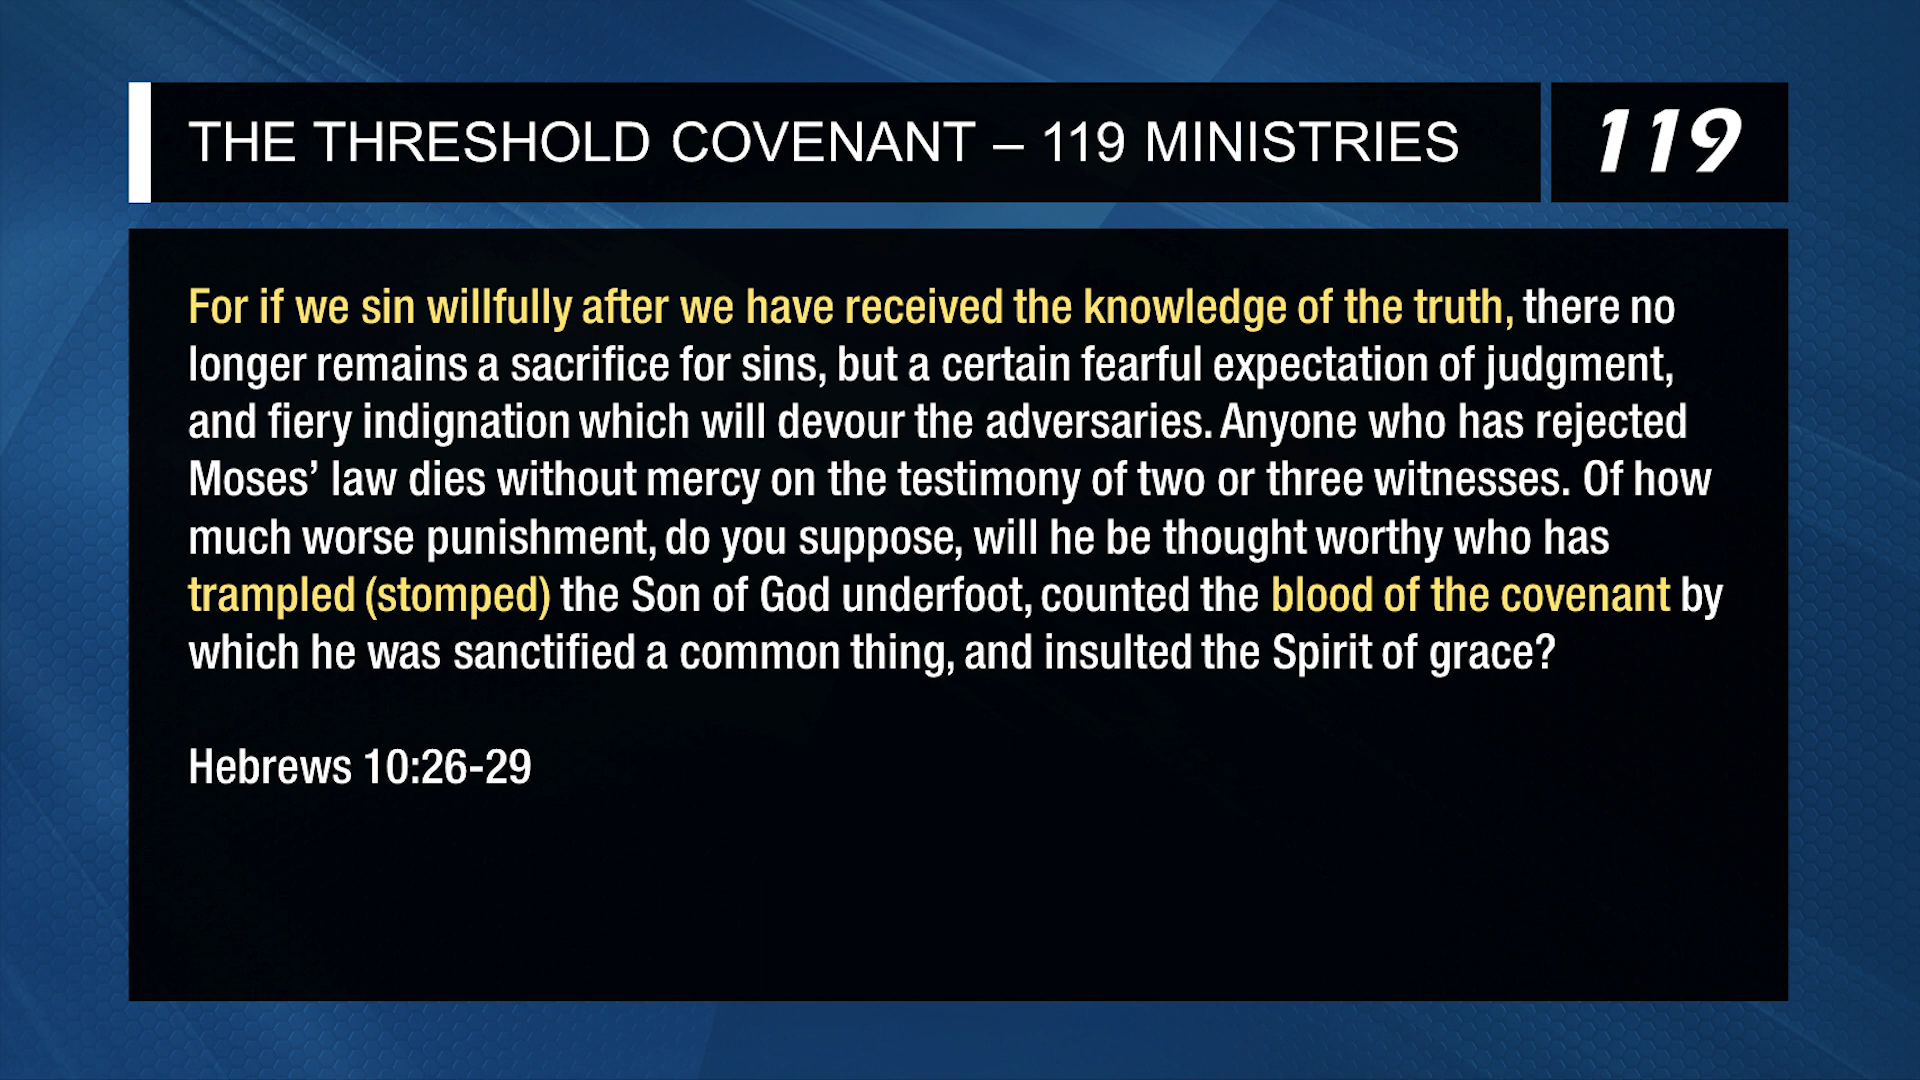 THE THRESHOLD COVENANT – 119 MINISTRIES
119
For if we sin willfully after we have received the knowledge of the truth, there no
longer remains a sacrifice for sins, but a certain fearful expectation of judgment,
and fiery indignation which will devour the adversaries. Anyone who has rejected
Moses’ law dies without mercy on the testimony of two or three witnesses. Of how
much worse punishment, do you suppose, will he be thought worthy who has
trampled (stomped) the Son of God underfoot, counted the blood of the covenant by
which he was sanctified a common thing, and insulted the Spirit of grace?
Hebrews 10:26-29